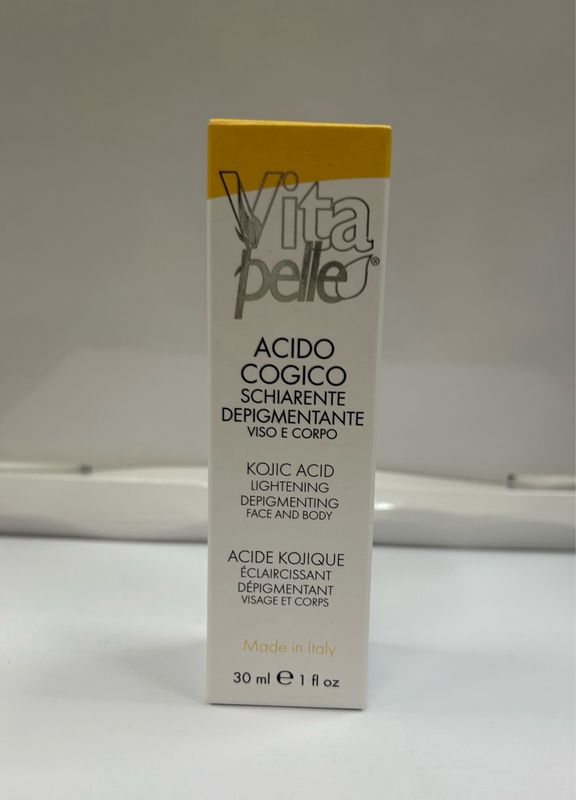 Vita
pelle®
ACIDO
COGICO
SCHIARENTE
DEPIGMENTANTE
VISO E CORPO
KOJIC ACID
LIGHTENING
DEPIGMENTING
FACE AND BODY
ACIDE KOJIQUE
ÉCLAIRCISSANT
DÉPIGMENTANT
VISAGE ET CORPS
Made in Italy
30 ml ℮ 1 fl oz